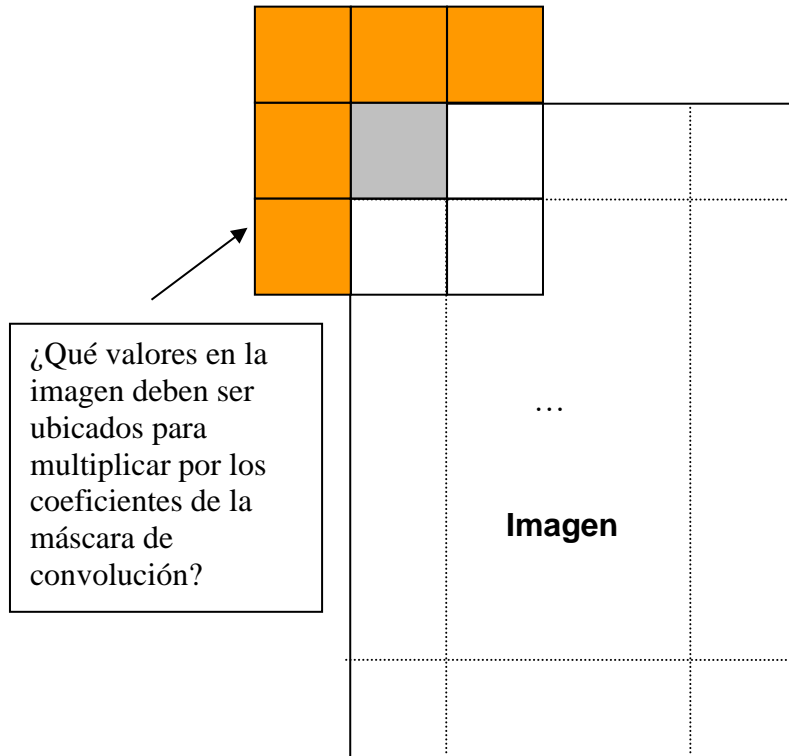 ¿Qué valores en la
imagen deben ser
ubicados para
multiplicar por los
coeficientes de la
máscara de
convolución?
…
Imagen